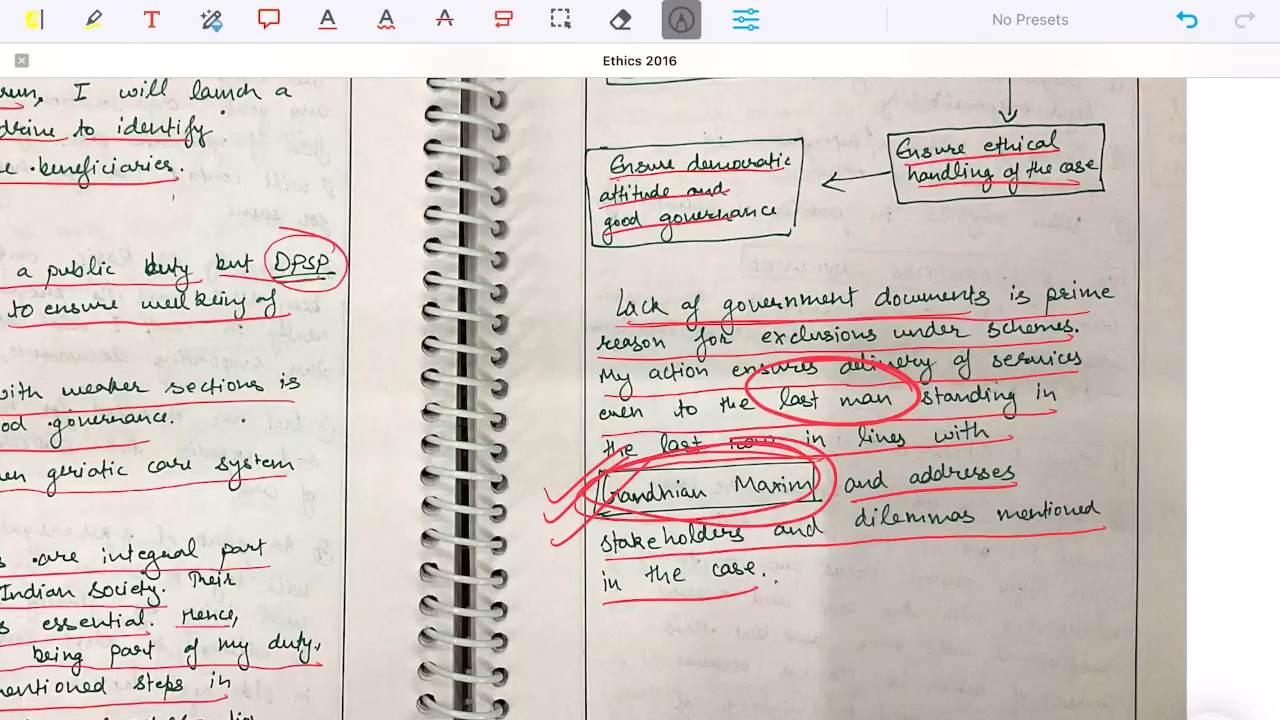 No Presets
Ethics 2016
run, I will launch a
drive to identify
beneficiaries.
a public duty but DPSP
to ensure wellbeing of
with weaker sections is
governance.
geriatic care system
are integral part
Indian Society. Their
essential. Hence,
being part of my duty,
mentioned steps in
Ensure ethical
handling of the case
Ensure democratic
attitude and
good governance
Lack of government documents is prime
reason for exclusions under schemes.
My action ensures delivery of services
even to the last man standing in
the last row in lines with
Gandhian Maxim and addresses
stakeholders and dilemmas mentioned
in the case.